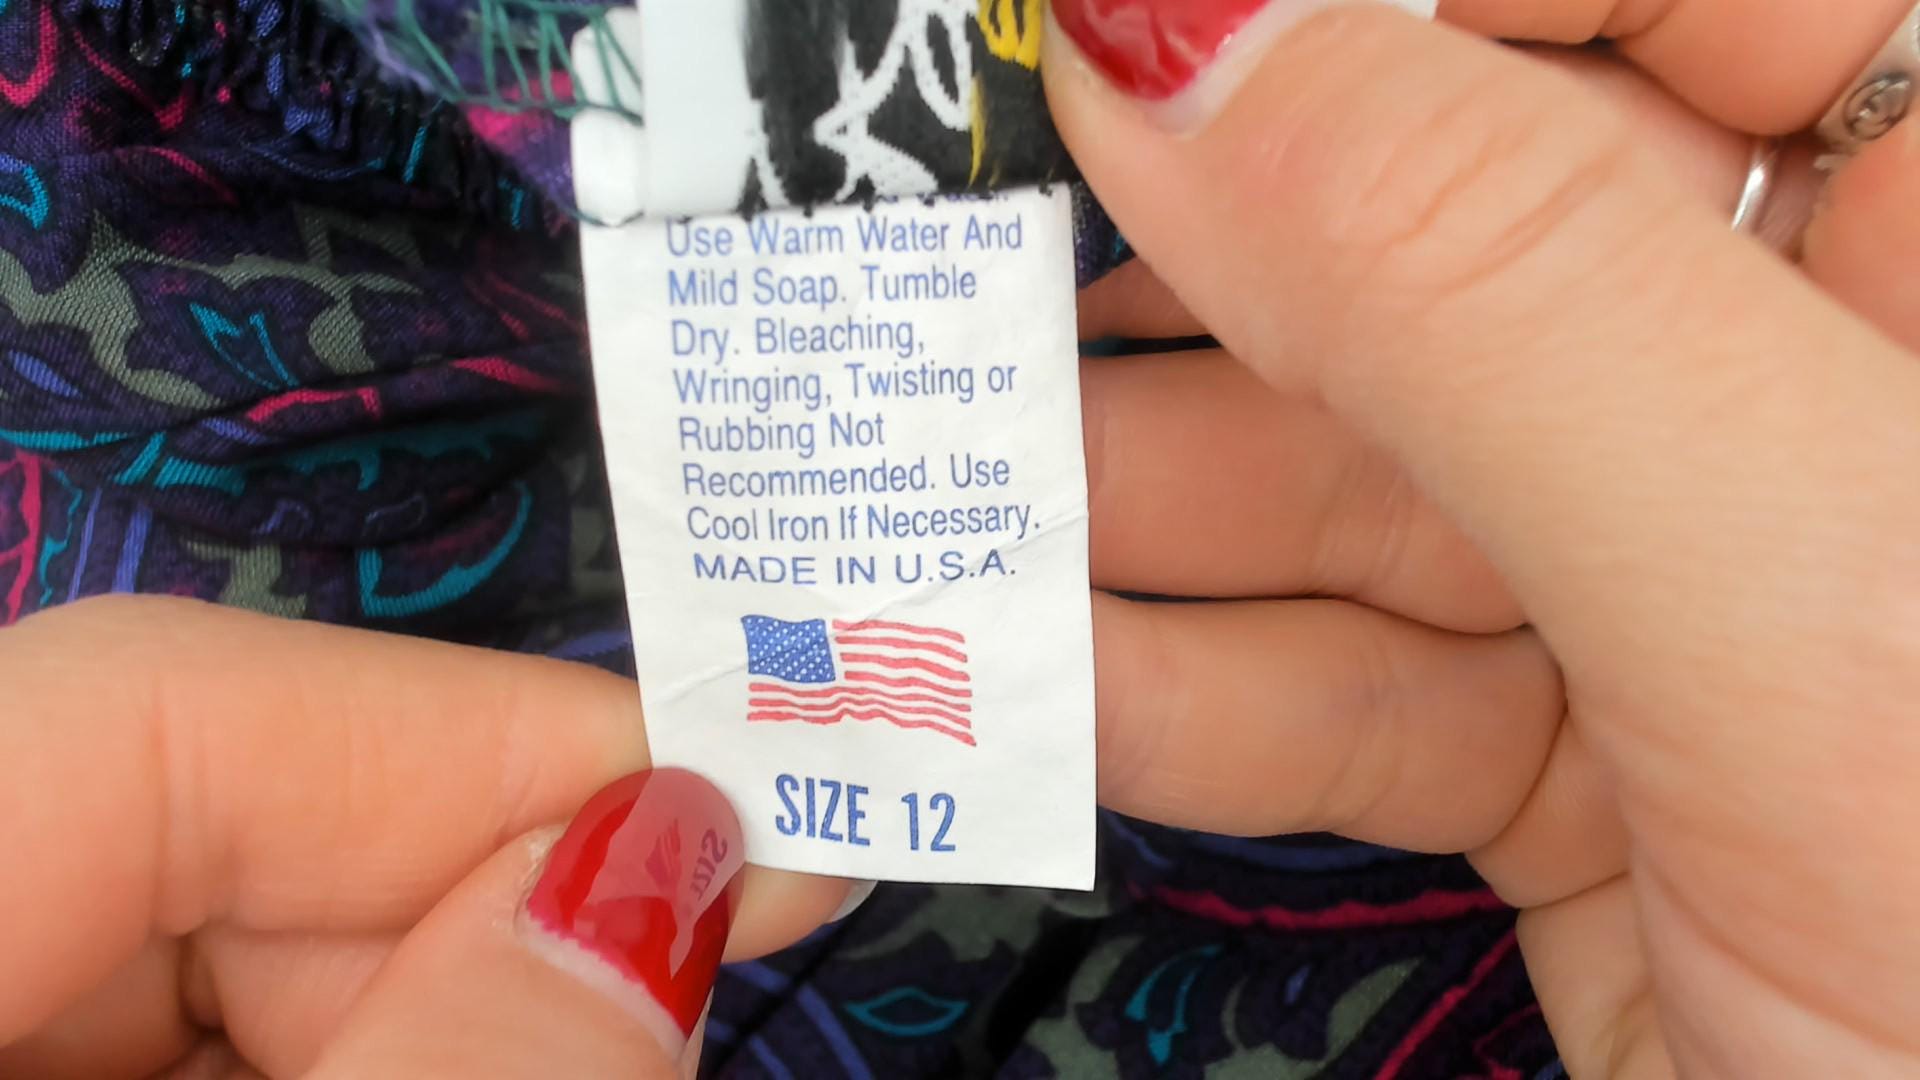 Use Warm Water And
Mild Soap. Tumble
Dry. Bleaching,
Wringing, Twisting or
Rubbing Not
Recommended. Use
Cool Iron If Necessary.
MADE IN U.S.A.
SIZE 12